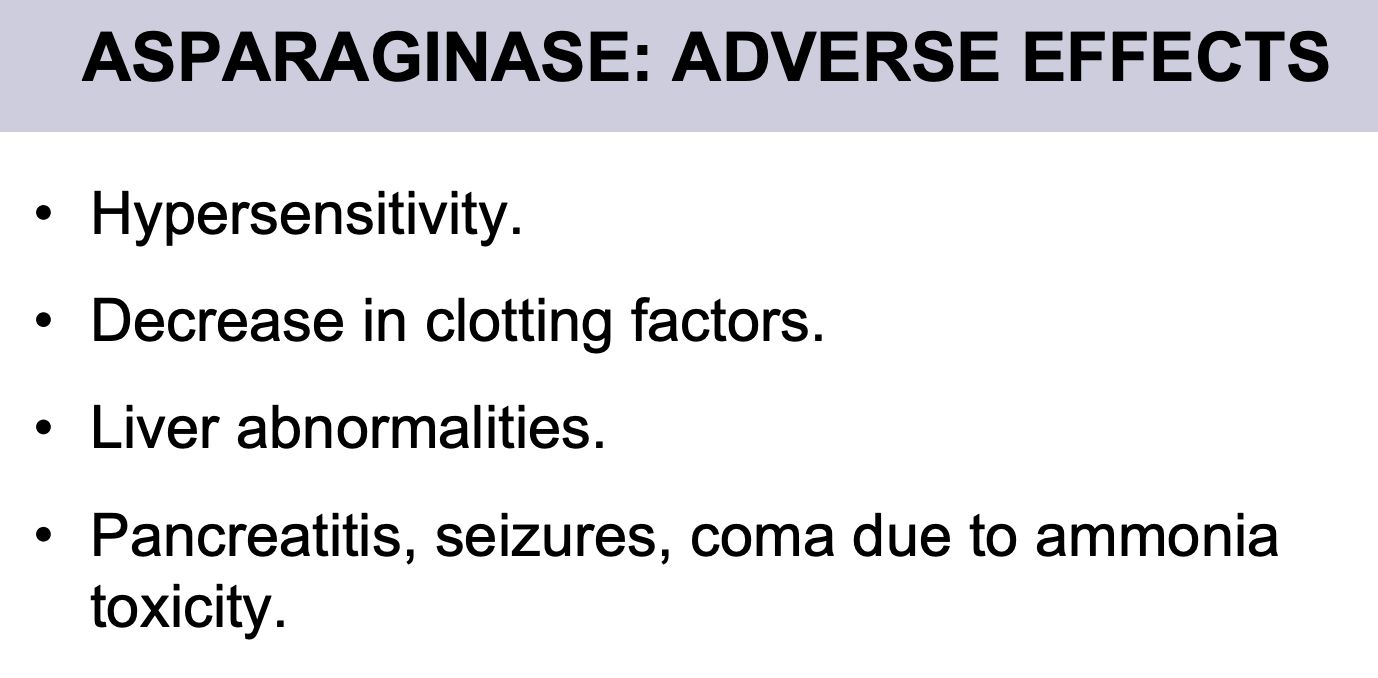 ASPARAGINASE: ADVERSE EFFECTS
• Hypersensitivity.
• Decrease in clotting factors.
• Liver abnormalities.
• Pancreatitis, seizures, coma due to ammonia
toxicity.